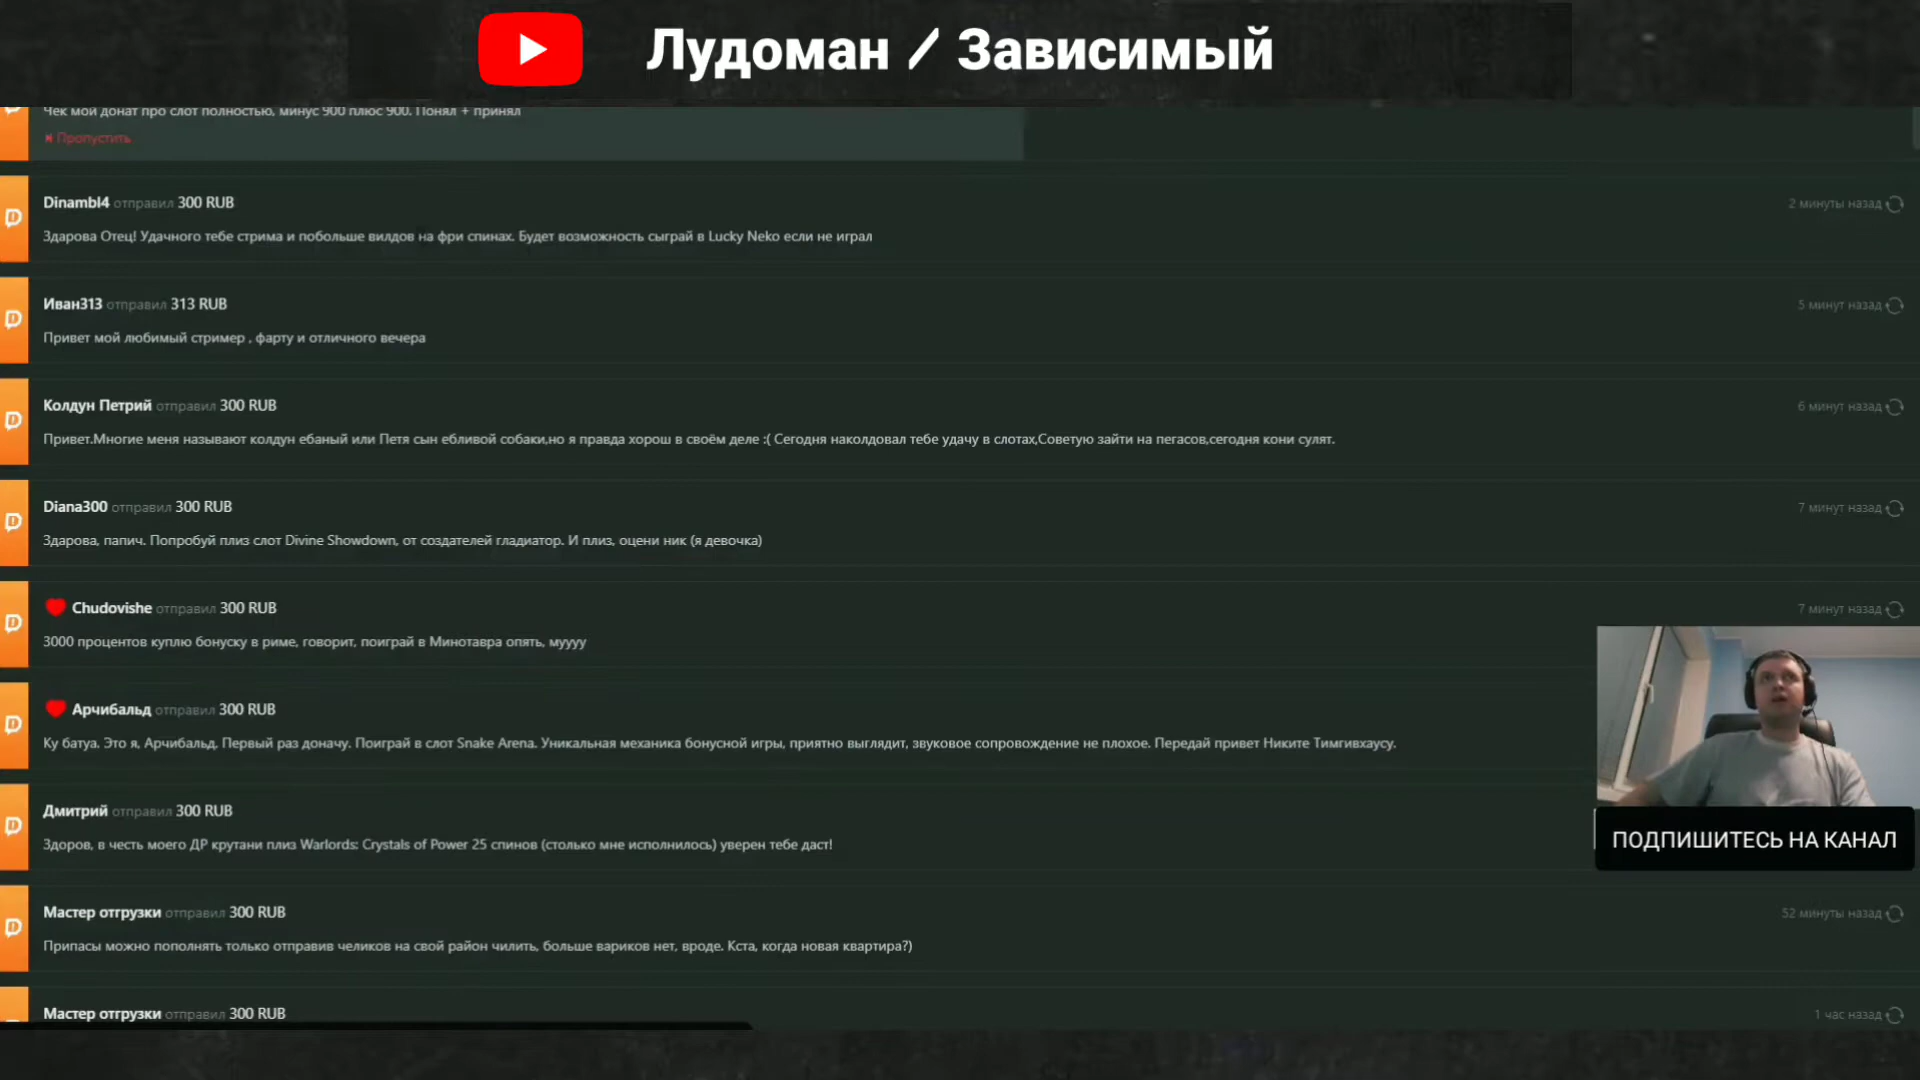 Лудоман / Зависимый
Чек мой донат про слот полностью, минус 900 плюс 900. Понял + принял
Пропустить
Dinambl4 отправил 300 RUB
2 минуты назад
Здарова Отец! Удачного тебе стрима и побольше вилдов на фри спинах. Будет возможность сыграй в Lucky Neko если не играл
Иван313 отправил 313 RUB
5 минут назад
Привет мой любимый стример , фарту и отличного вечера
Колдун Петрий отправил 300 RUB
6 минут назад
Привет.Многие меня называют колдун ебаный или Петя сын ебливой собаки,но я правда хорош в своём деле :( Сегодня наколдовал тебе удачу в слотах,Советую зайти на пегасов,сегодня кони сулят.
Diana300 отправил 300 RUB
7 минут назад
Здарова, папич. Попробуй плиз слот Divine Showdown, от создателей гладиатор. И плиз, оцени ник (я девочка)
Chudovishe отправил 300 RUB
7 минут назад
3000 процентов куплю бонуску в риме, говорит, поиграй в Минотавра опять, муууу
Арчибальд отправил 300 RUB
Ку батуа. Это я, Арчибальд. Первый раз доначу. Поиграй в слот Snake Arena. Уникальная механика бонусной игры, приятно выглядит, звуковое сопровождение не плохое. Передай привет Никите Тимгивхаусу.
Дмитрий отправил 300 RUB
Здоров, в честь моего ДР крутани плиз Warlords: Crystals of Power 25 спинов (столько мне исполнилось) уверен тебе даст!
ПОДПИШИТЕСЬ НА КАНАЛ
Мастер отгрузки отправил 300 RUB
52 минуты назад
Припасы можно пополнять только отправив челиков на свой район чилить, больше вариков нет, вроде. Кста, когда новая квартира?)
Мастер отгрузки отправил 300 RUB
1 час назад